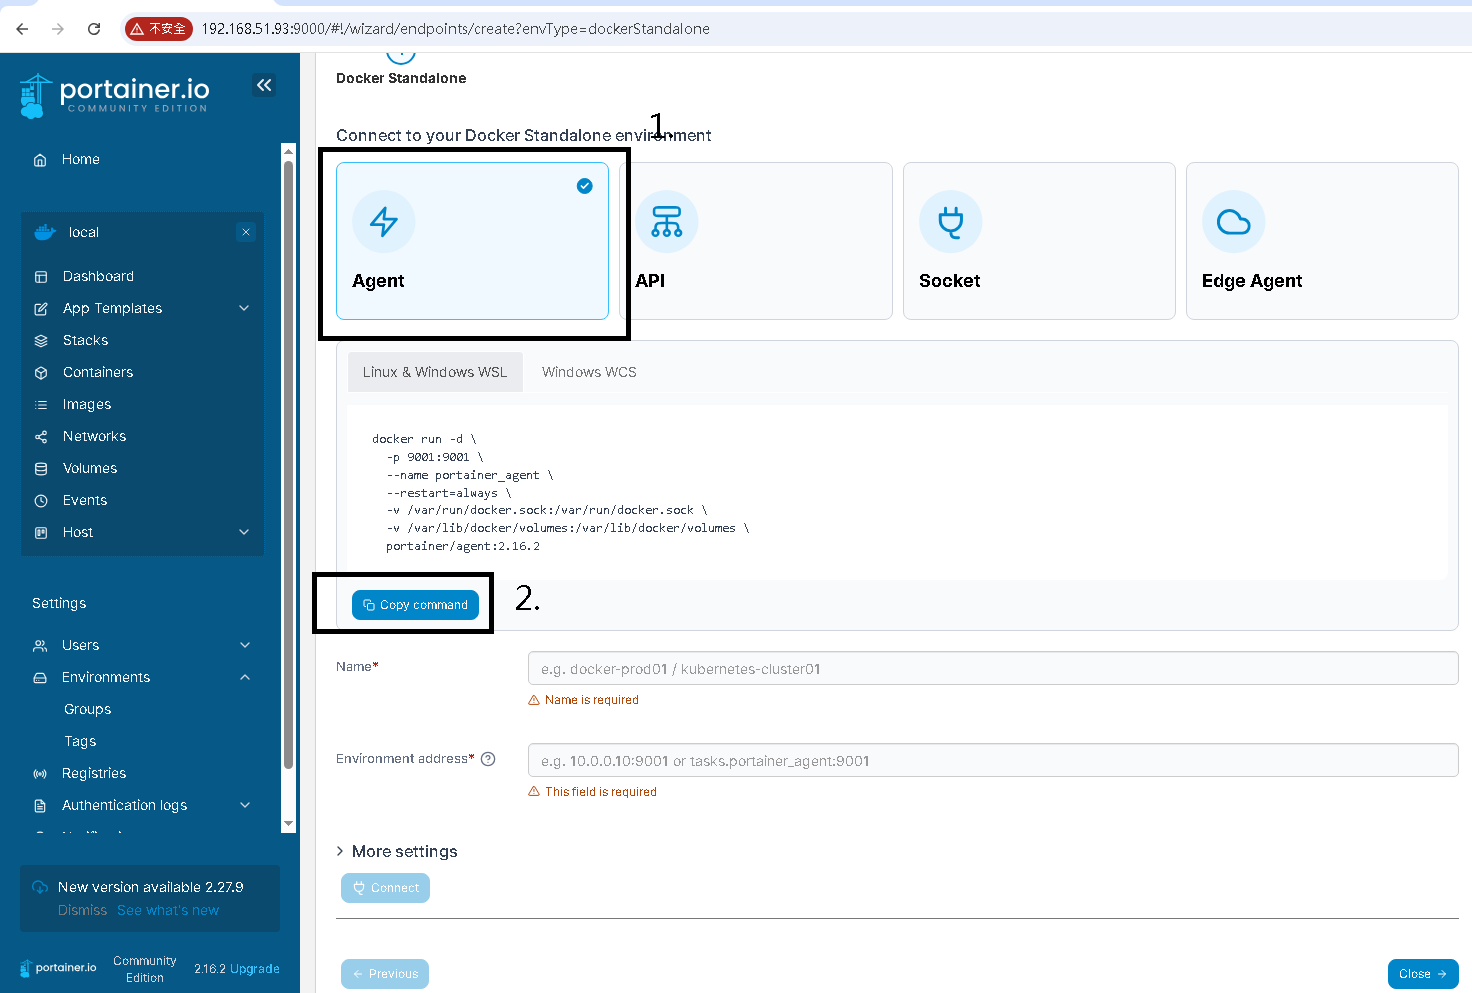 不安全
192.168.51.93:9000/#!/wizard/endpoints/create?envType=dockerStandalone
portainer.io
COMMUNITY EDITION
Home
local
Dashboard
App Templates
Stacks
Containers
Images
Networks
Volumes
Events
Host
Settings
Users
Environments
Groups
Tags
Registries
Authentication logs
New version available 2.27.9
Dismiss See what's new
portainer.io Community Edition 2.16.2 Upgrade
Docker Standalone
Connect to your Docker Standalone environment
1.
Agent
API
Socket
Edge Agent
Linux & Windows WSL Windows WCS
docker run -d \
-p 9001:9001 \
--name portainer_agent \
--restart=always \
-v /var/run/docker.sock:/var/run/docker.sock \
-v /var/lib/docker/volumes:/var/lib/docker/volumes \
portainer/agent:2.16.2
Copy command
2.
Name*
e.g. docker-prod01 / kubernetes-cluster01
Name is required
Environment address*
e.g. 10.0.0.10:9001 or tasks.portainer_agent:9001
This field is required
More settings
Connect
Previous
Close